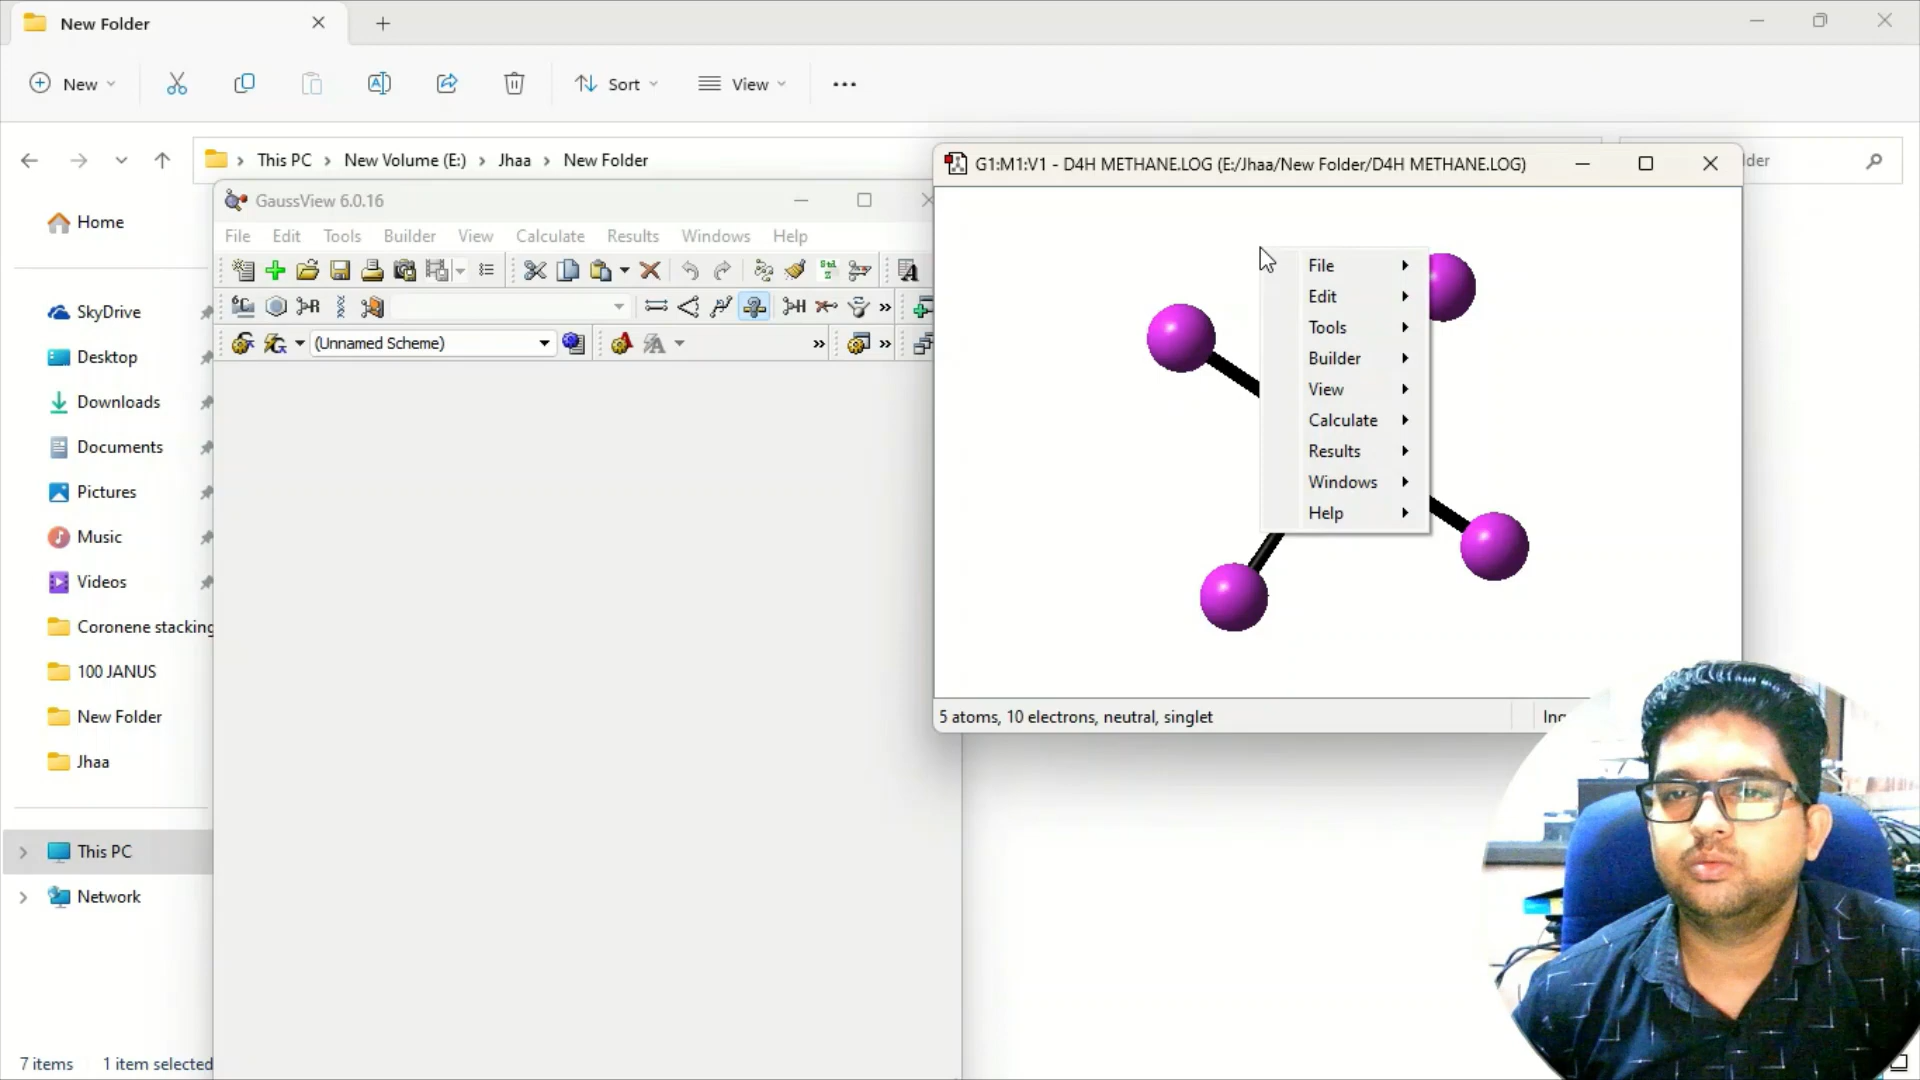 New Folder
New
Sort
View
This PC
New Volume (E:)
Jhaa
New Folder
Home
SkyDrive
Desktop
Downloads
Documents
Pictures
Music
Videos
Coronene stacking
100 JANUS
New Folder
Jhaa
This PC
Network
7 items
1 item selected
GaussView 6.0.16
File Edit Tools Builder View Calculate Results Windows Help
(Unnamed Scheme)
G1:M1:V1 - D4H METHANE.LOG (E:/Jhaa/New Folder/D4H METHANE.LOG)
File
Edit
Tools
Builder
View
Calculate
Results
Windows
Help
5 atoms, 10 electrons, neutral, singlet